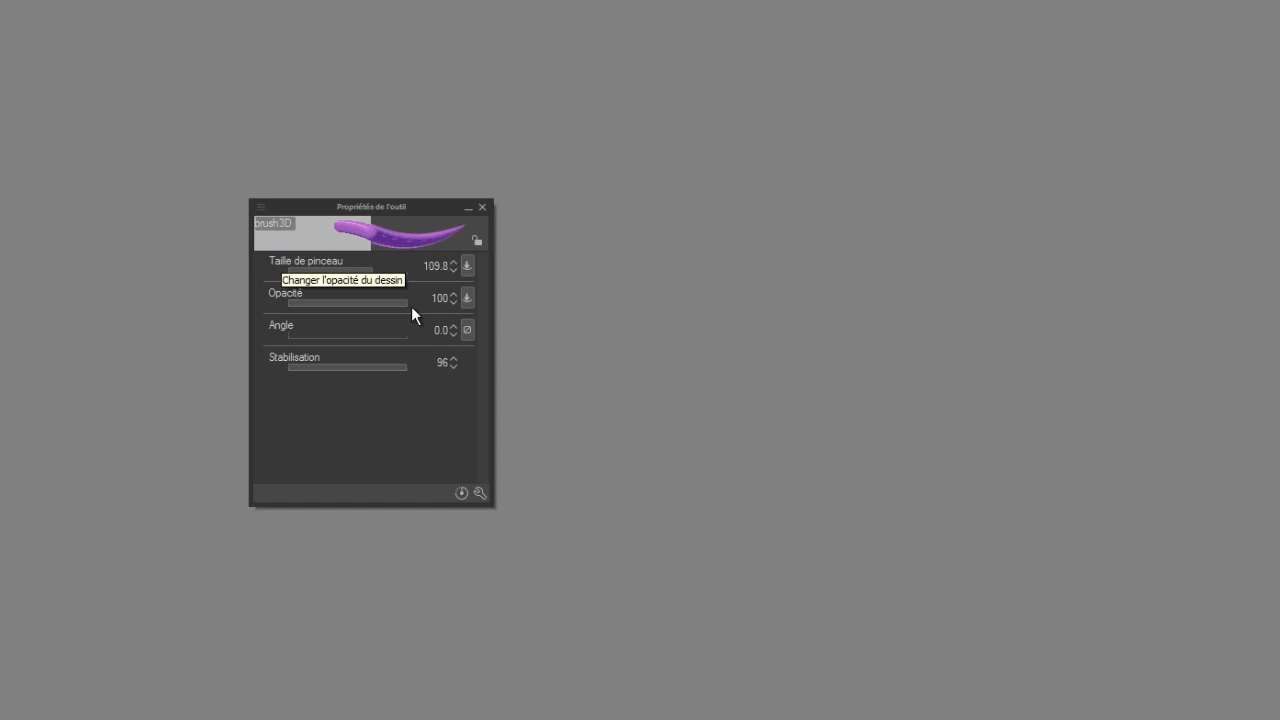 Propriétés de l'outil
brush3D
Taille de pinceau 109.8
Changer l'opacité du dessin
Opacité 100
Angle 0.0
Stabilisation 96